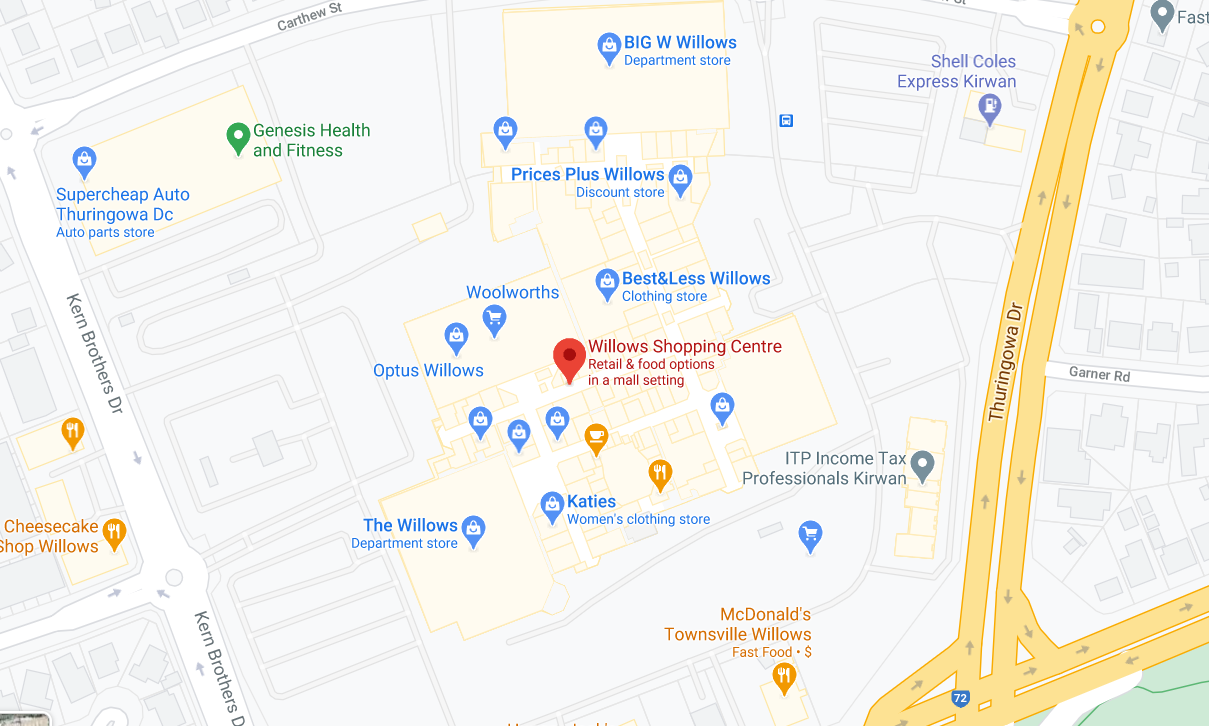 Carthew St
St
BIG W Willows
Department store
Fast
Shell Coles
Express Kirwan
Genesis Health
and Fitness
Supercheap Auto
Thuringowa Dc
Auto parts store
Prices Plus Willows
Discount store
Best&Less Willows
Clothing store
Woolworths
Optus Willows
Willows Shopping Centre
Retail & food options
in a mall setting
Kern Brothers Dr
Thuringowa Dr
Garner Rd
ITP Income Tax
Professionals Kirwan
Katies
Women's clothing store
The Willows
Department store
Cheesecake
Shop Willows
McDonald's
Townsville Willows
Fast Food • $
Kern Brothers D
72